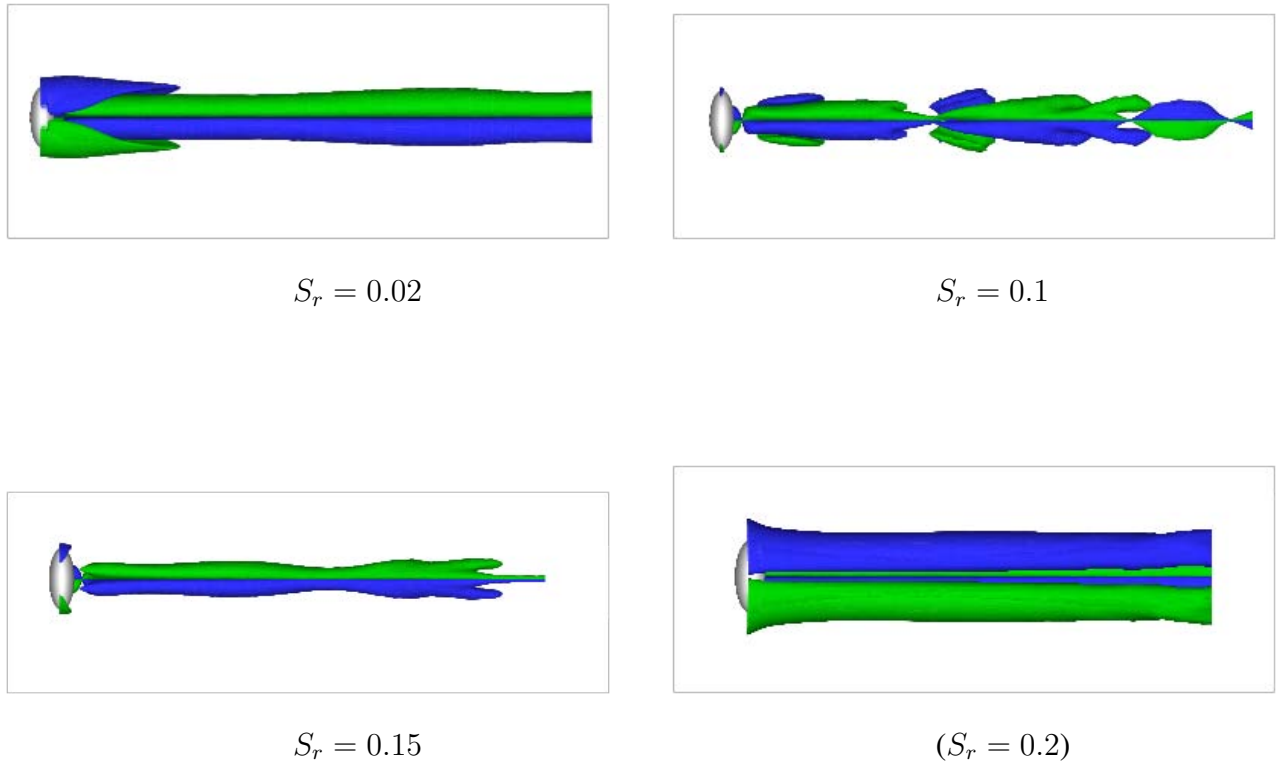 S_r = 0.02
S_r = 0.1
S_r = 0.15
(S_r = 0.2)